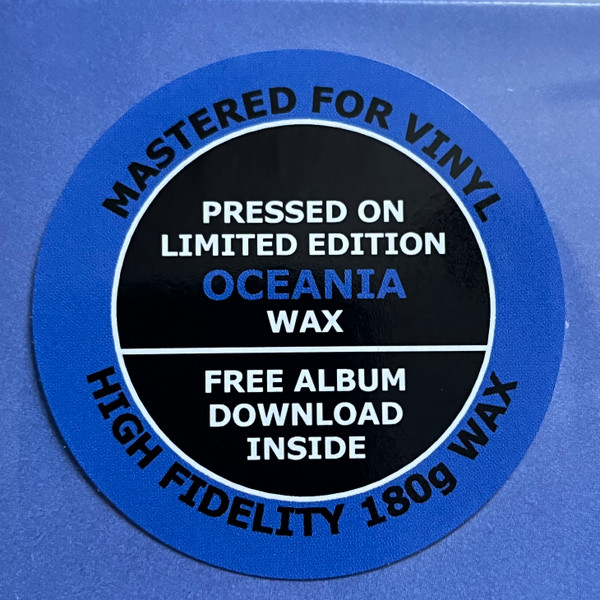 MASTERED FOR VINYL
PRESSED ON
LIMITED EDITION
OCEANIA
WAX
FREE ALBUM
DOWNLOAD
INSIDE
HIGH FIDELITY 180g WAX